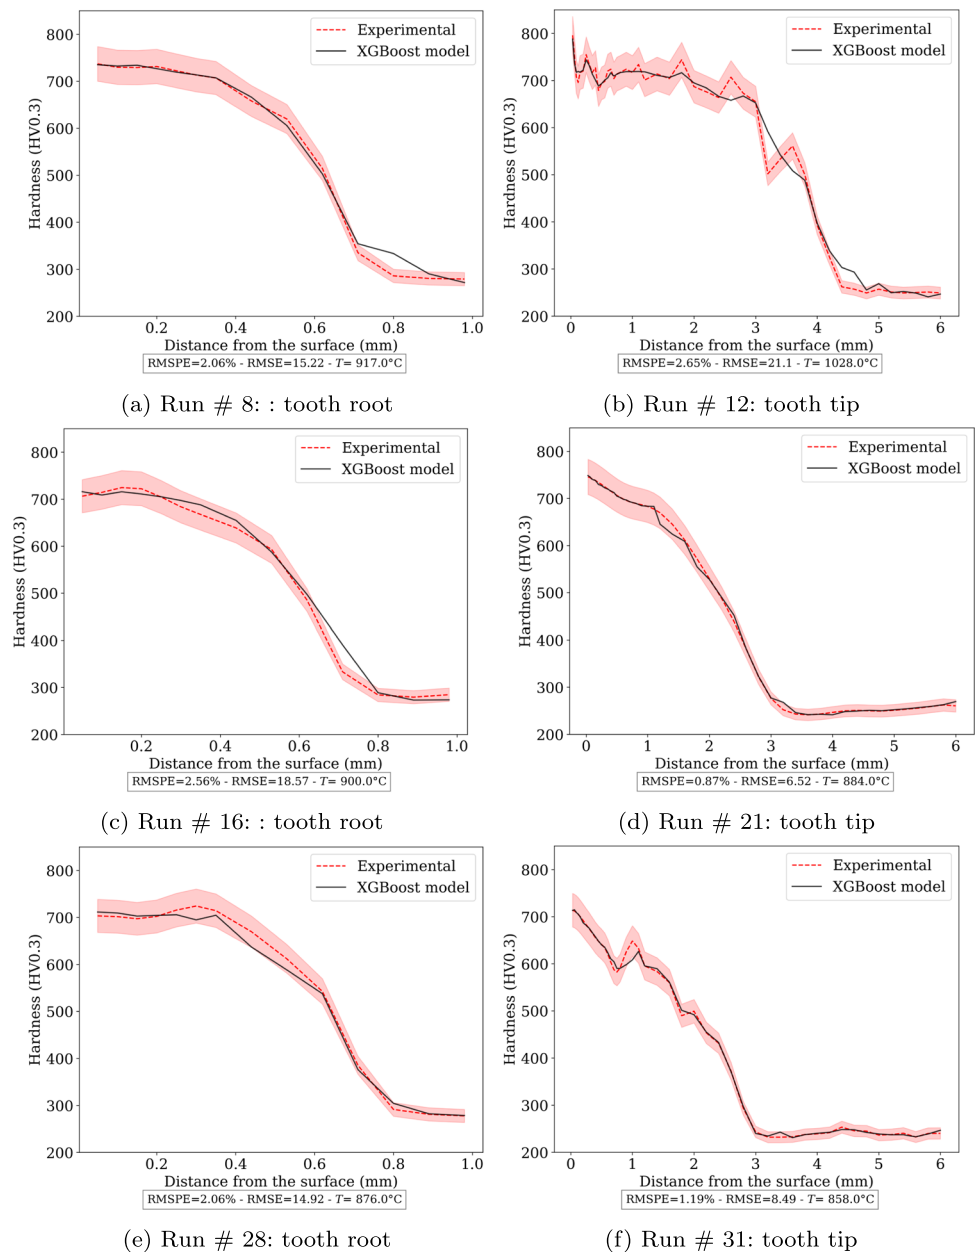 800
700
600
500
400
300
200
Hardness (HV0.3)
Experimental
XGBoost model
0.2 0.4 0.6 0.8 1.0
Distance from the surface (mm)
RMSPE=2.06% - RMSE=15.22 - T= 917.0°C
(a) Run # 8: : tooth root
800
700
600
500
400
300
200
Hardness (HV0.3)
Experimental
XGBoost model
0 1 2 3 4 5 6
Distance from the surface (mm)
RMSPE=2.65% - RMSE=21.1 - T= 1028.0°C
(b) Run # 12: tooth tip
800
700
600
500
400
300
200
Hardness (HV0.3)
Experimental
XGBoost model
0.2 0.4 0.6 0.8 1.0
Distance from the surface (mm)
RMSPE=2.56% - RMSE=18.57 - T= 900.0°C
(c) Run # 16: : tooth root
800
700
600
500
400
300
200
Hardness (HV0.3)
Experimental
XGBoost model
0 1 2 3 4 5 6
Distance from the surface (mm)
RMSPE=0.87% - RMSE=6.52 - T= 884.0°C
(d) Run # 21: tooth tip
800
700
600
500
400
300
200
Hardness (HV0.3)
Experimental
XGBoost model
0.2 0.4 0.6 0.8 1.0
Distance from the surface (mm)
RMSPE=2.06% - RMSE=14.92 - T= 876.0°C
(e) Run # 28: tooth root
800
700
600
500
400
300
200
Hardness (HV0.3)
Experimental
XGBoost model
0 1 2 3 4 5 6
Distance from the surface (mm)
RMSPE=1.19% - RMSE=8.49 - T= 858.0°C
(f) Run # 31: tooth tip